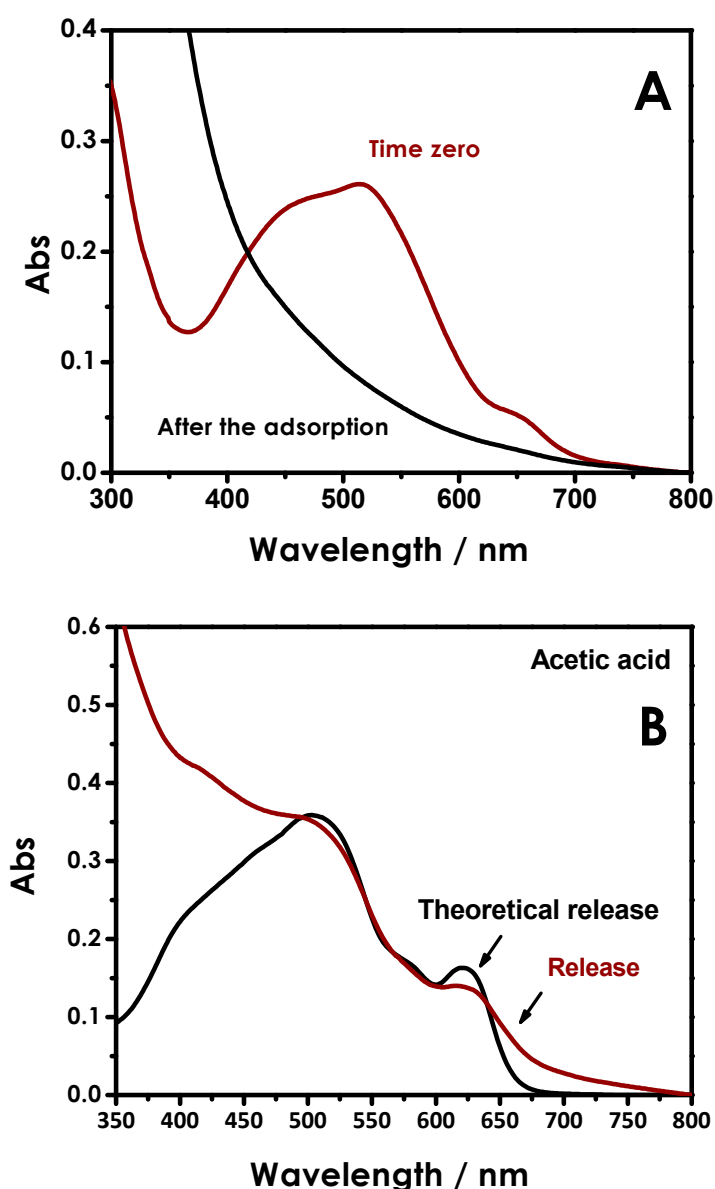 0.4
A
Time zero
0.3
Abs
0.2
0.1
After the adsorption
0.0
300 400 500 600 700 800
Wavelength / nm
0.6
Acetic acid
0.5
B
0.4
Abs
0.3
Theoretical release
0.2
Release
0.1
0.0
350 400 450 500 550 600 650 700 750 800
Wavelength / nm